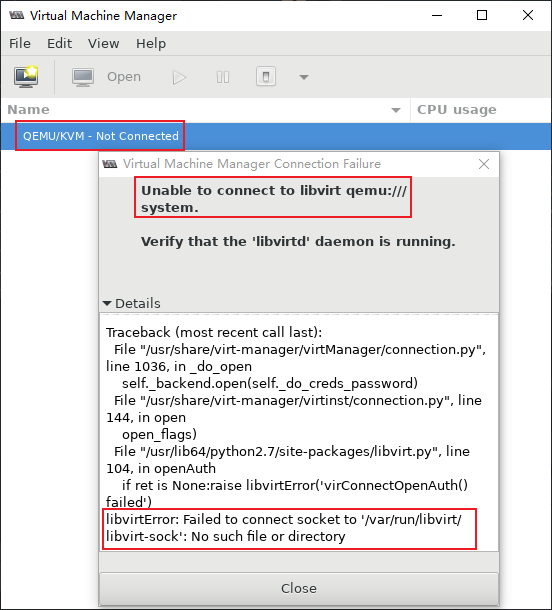 Virtual Machine Manager
File Edit View Help
Open
Name CPU usage
QEMU/KVM - Not Connected
Virtual Machine Manager Connection Failure
Unable to connect to libvirt qemu:///
system.
Verify that the 'libvirtd' daemon is running.
Details
Traceback (most recent call last):
File "/usr/share/virt-manager/virtManager/connection.py",
line 1036, in _do_open
self._backend.open(self._do_creds_password)
File "/usr/share/virt-manager/virtinst/connection.py", line
144, in open
open_flags)
File "/usr/lib64/python2.7/site-packages/libvirt.py", line
104, in openAuth
if ret is None:raise libvirtError('virConnectOpenAuth()
failed')
libvirtError: Failed to connect socket to '/var/run/libvirt/
libvirt-sock': No such file or directory
Close